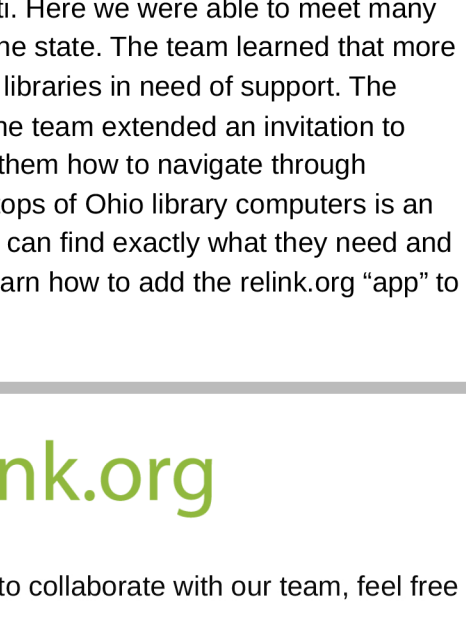 ti. Here we were able to meet many
he state. The team learned that more
libraries in need of support. The
he team extended an invitation to
them how to navigate through
tops of Ohio library computers is an
can find exactly what they need and
arn how to add the relink.org “app” to
nk.org
to collaborate with our team, feel free